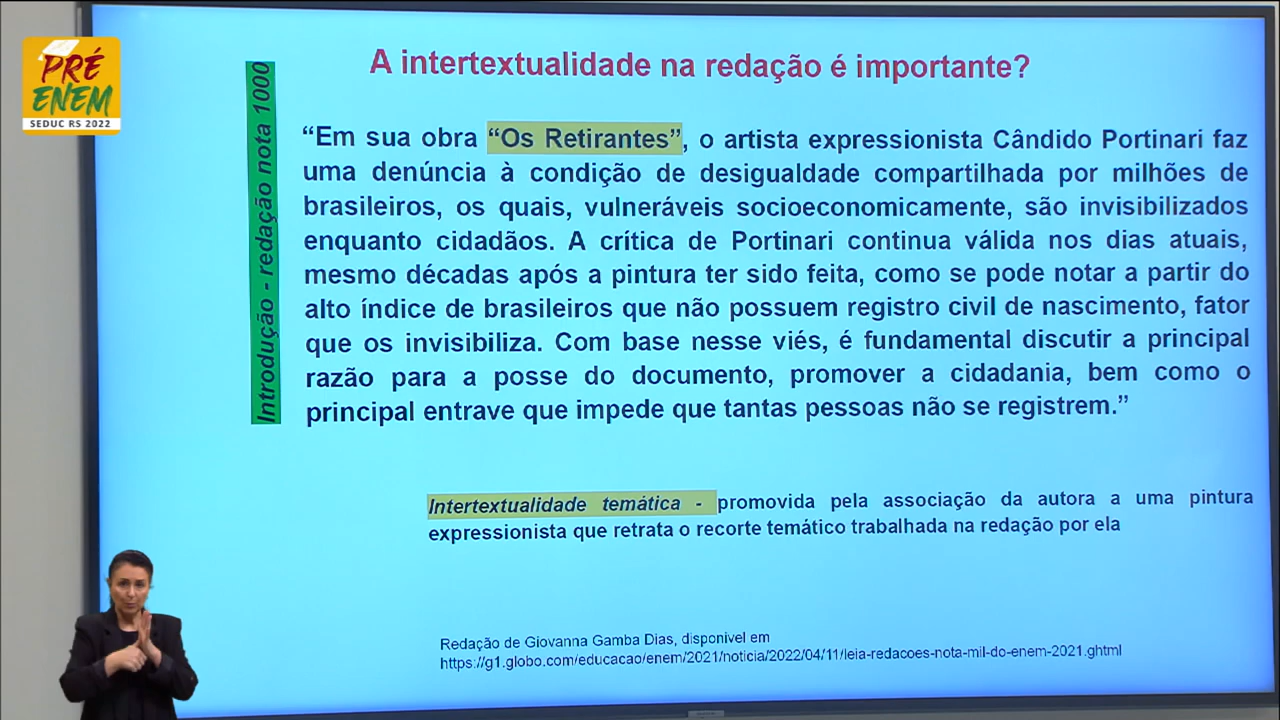 PRÉ
ENEM
SEDUC RS 2022
A intertextualidade na redação é importante?
Introdução - redação nota 1000
“Em sua obra “Os Retirantes”, o artista expressionista Cândido Portinari faz
uma denúncia à condição de desigualdade compartilhada por milhões de
brasileiros, os quais, vulneráveis socioeconomicamente, são invisibilizados
enquanto cidadãos. A crítica de Portinari continua válida nos dias atuais,
mesmo décadas após a pintura ter sido feita, como se pode notar a partir do
alto índice de brasileiros que não possuem registro civil de nascimento, fator
que os invisibiliza. Com base nesse viés, é fundamental discutir a principal
razão para a posse do documento, promover a cidadania, bem como o
principal entrave que impede que tantas pessoas não se registrem.”
Intertextualidade temática - promovida pela associação da autora a uma pintura
expressionista que retrata o recorte temático trabalhada na redação por ela
Redação de Giovanna Gamba Dias, disponivel em
https://g1.globo.com/educacao/enem/2021/noticia/2022/04/11/leia-redacoes-nota-mil-do-enem-2021.ghtml